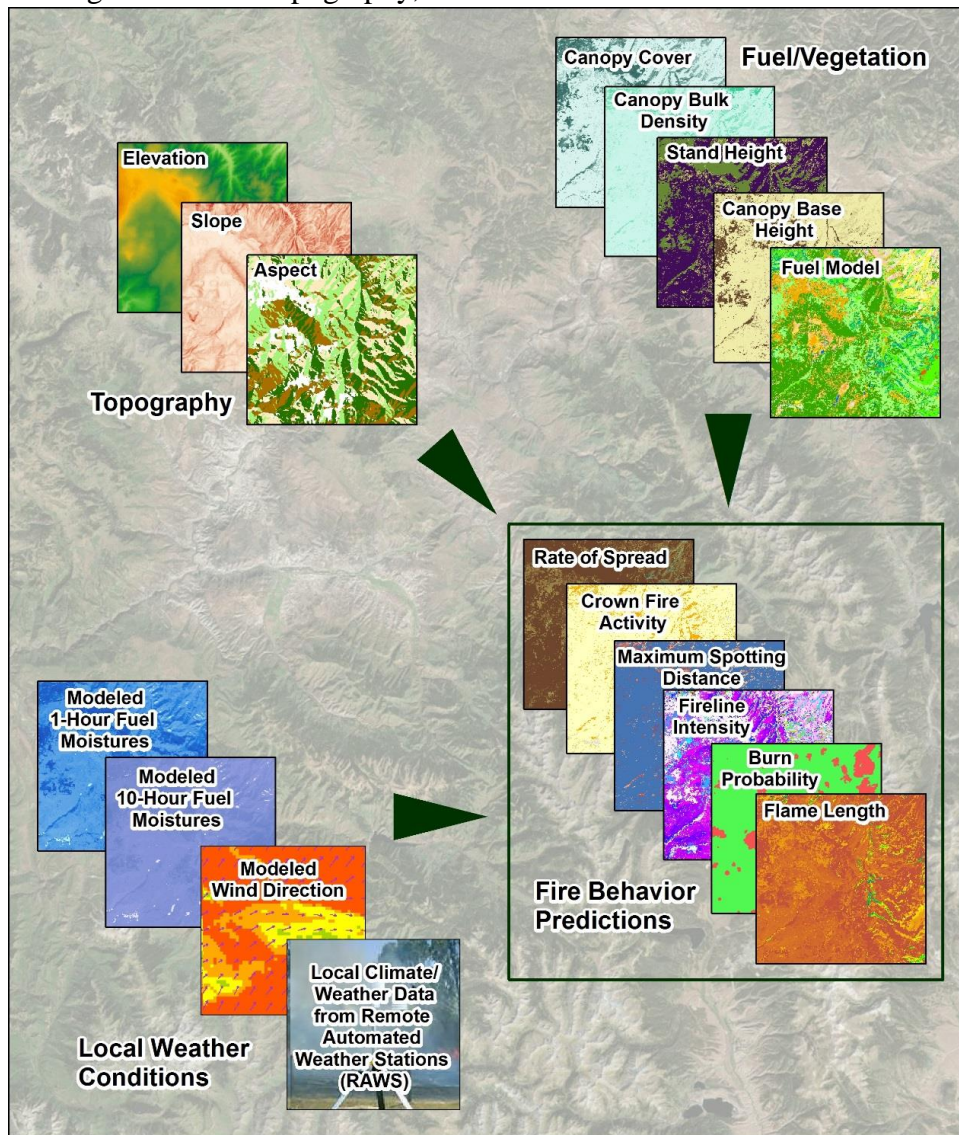 Canopy Cover
Fuel/Vegetation
Canopy Bulk
Density
Stand Height
Canopy Base
Height
Fuel Model
Elevation
Slope
Aspect
Topography
Rate of Spread
Crown Fire
Activity
Maximum Spotting
Distance
Fireline
Intensity
Burn
Probability
Flame Length
Fire Behavior
Predictions
Modeled
1-Hour Fuel
Moistures
Modeled
10-Hour Fuel
Moistures
Modeled
Wind Direction
Local Climate/
Weather Data
from Remote
Automated
Weather Stations
(RAWS)
Local Weather
Conditions